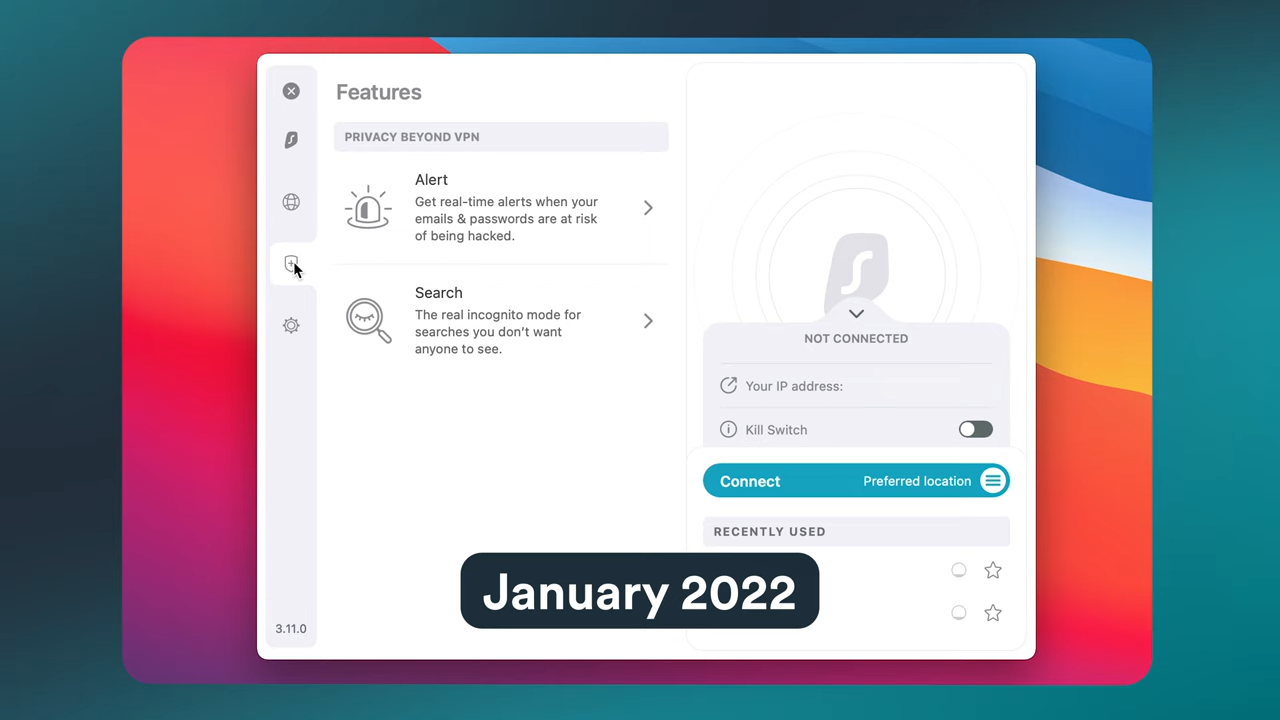 Features
PRIVACY BEYOND VPN
Alert
Get real-time alerts when your
emails & passwords are at risk
of being hacked.
Search
The real incognito mode for
searches you don’t want
anyone to see.
3.11.0
NOT CONNECTED
Your IP address:
Kill Switch
Connect
Preferred location
RECENTLY USED
January 2022